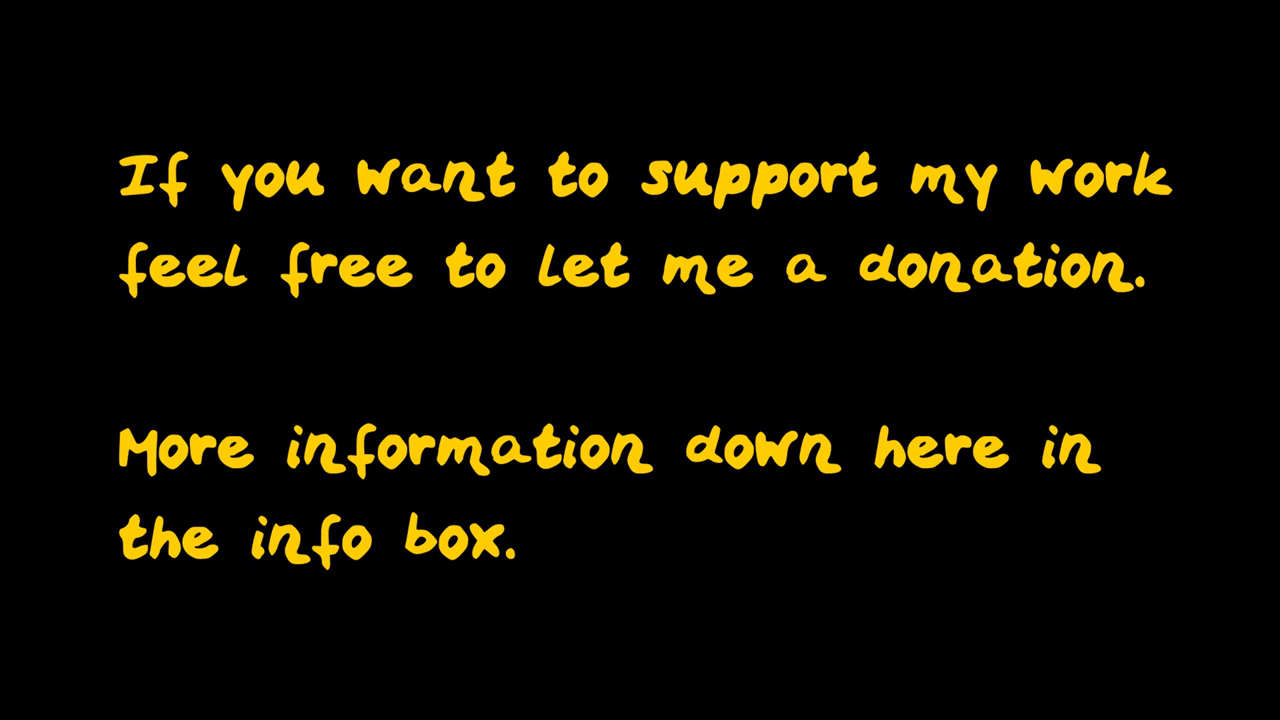 If you want to support my work
feel free to let me a donation.
More information down here in
the info box.